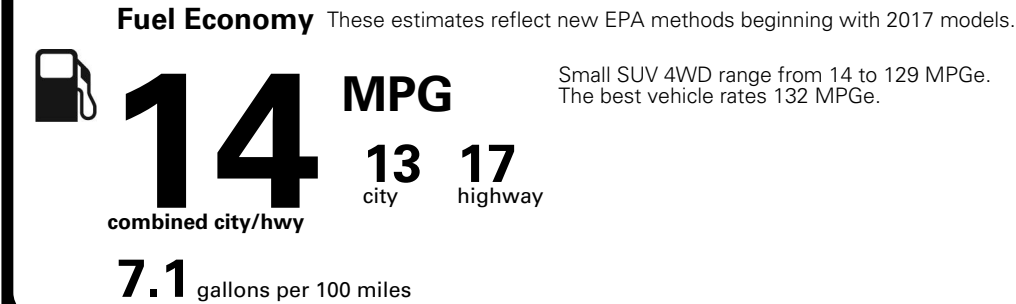 Fuel Economy These estimates reflect new EPA methods beginning with 2017 models.
14 MPG
Small SUV 4WD range from 14 to 129 MPGe.
The best vehicle rates 132 MPGe.
13 17
city highway
combined city/hwy
7.1 gallons per 100 miles